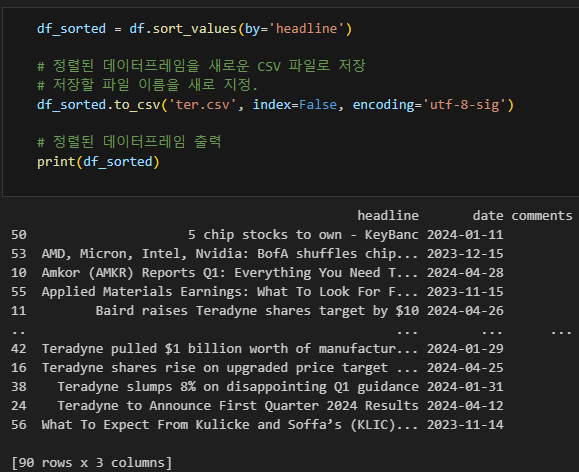 df_sorted = df.sort_values(by='headline')
# 정렬된 데이터프레임을 새로운 CSV 파일로 저장
# 저장할 파일 이름을 새로 지정.
df_sorted.to_csv('ter.csv', index=False, encoding='utf-8-sig')
# 정렬된 데이터프레임 출력
print(df_sorted)
headline date comments
50 5 chip stocks to own - KeyBanc 2024-01-11
53 AMD, Micron, Intel, Nvidia: BofA shuffles chip... 2023-12-15
10 Amkor (AMKR) Reports Q1: Everything You Need T... 2024-04-28
55 Applied Materials Earnings: What To Look For F... 2023-11-15
11 Baird raises Teradyne shares target by $10 2024-04-26
.. ... ... ...
42 Teradyne pulled $1 billion worth of manufactur... 2024-01-29
16 Teradyne shares rise on upgraded price target ... 2024-04-25
38 Teradyne slumps 8% on disappointing Q1 guidance 2024-01-31
24 Teradyne to Announce First Quarter 2024 Results 2024-04-12
56 What To Expect From Kulicke and Soffa’s (KLIC)... 2023-11-14
[90 rows x 3 columns]